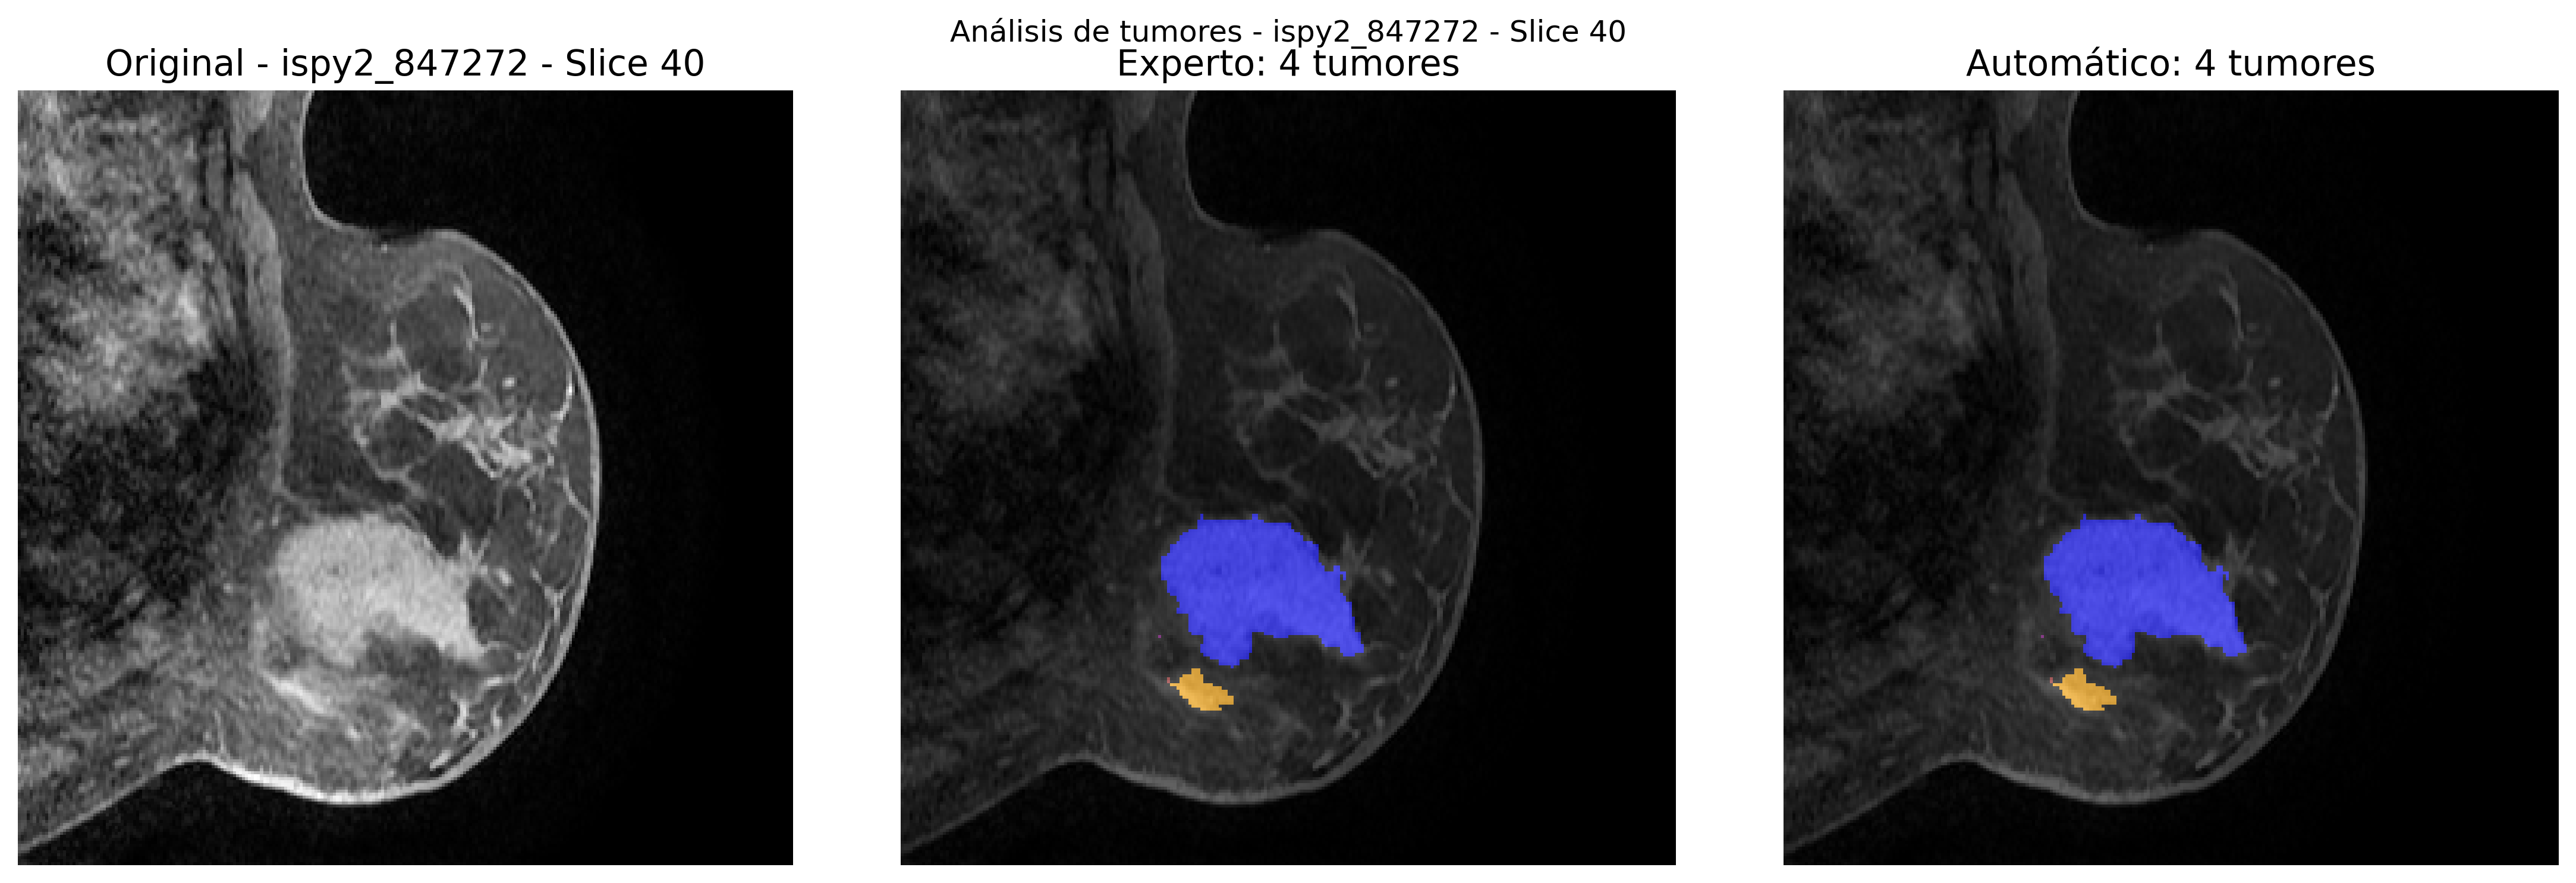 Análisis de tumores - ispy2_847272 - Slice 40
Original - ispy2_847272 - Slice 40
Experto: 4 tumores
Automático: 4 tumores